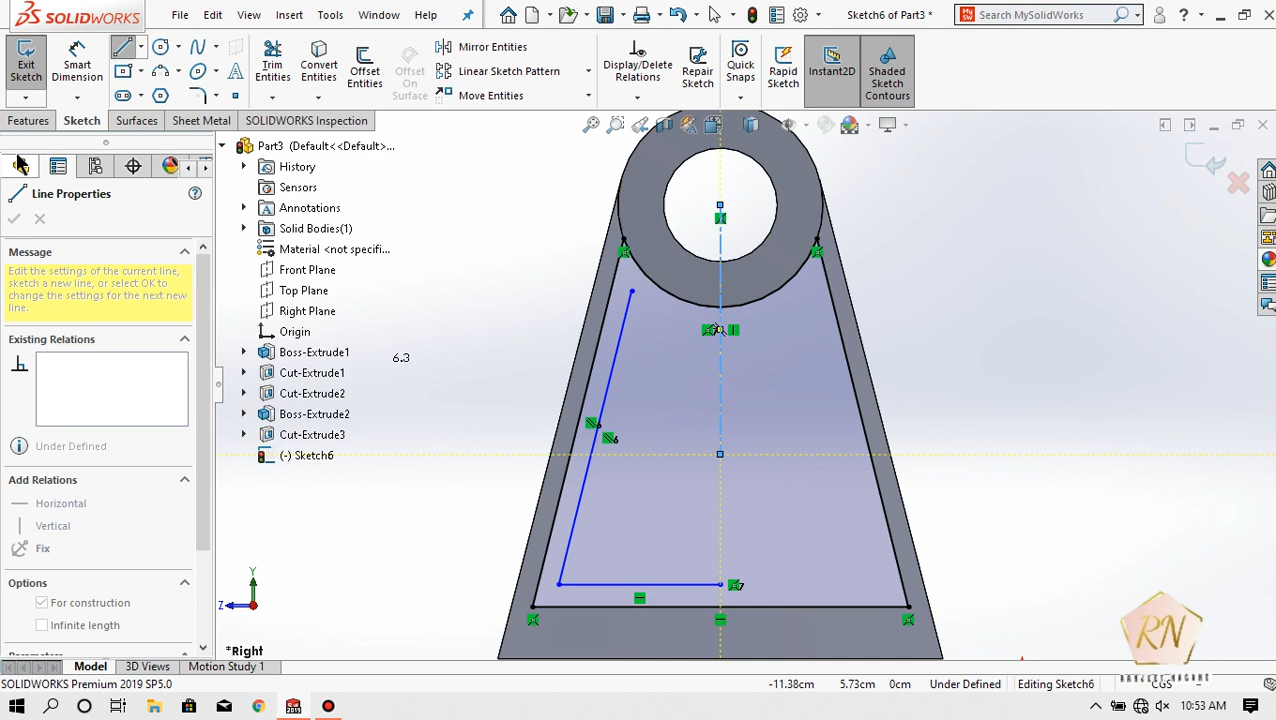 SOLIDWORKS
File
Edit
View
Insert
Tools
Window
Help
Sketch6 of Part3 *
Search MySolidWorks
Exit Sketch
Smart Dimension
Trim Entities
Convert Entities
Offset Entities
Offset On Surface
Mirror Entities
Linear Sketch Pattern
Move Entities
Display/Delete Relations
Repair Sketch
Quick Snaps
Rapid Sketch
Instant2D
Shaded Sketch Contours
Features
Sketch
Surfaces
Sheet Metal
SOLIDWORKS Inspection
Line Properties
Message
Edit the settings of the current line,
sketch a new line, or select OK to
change the settings for the next new
line.
Existing Relations
Under Defined
Add Relations
Horizontal
Vertical
Fix
Options
For construction
Infinite length
Part3 (Default<<Default>...
History
Sensors
Annotations
Solid Bodies(1)
Material <not specifi...
Front Plane
Top Plane
Right Plane
Origin
Boss-Extrude1
Cut-Extrude1
Cut-Extrude2
Boss-Extrude2
Cut-Extrude3
(-) Sketch6
6.3
6
6
7
Y
Z
*Right
RN
RANJEET NAGARE
Model
3D Views
Motion Study 1
SOLIDWORKS Premium 2019 SP5.0
-11.38cm
5.73cm
0cm
Under Defined
Editing Sketch6
CGS
10:53 AM